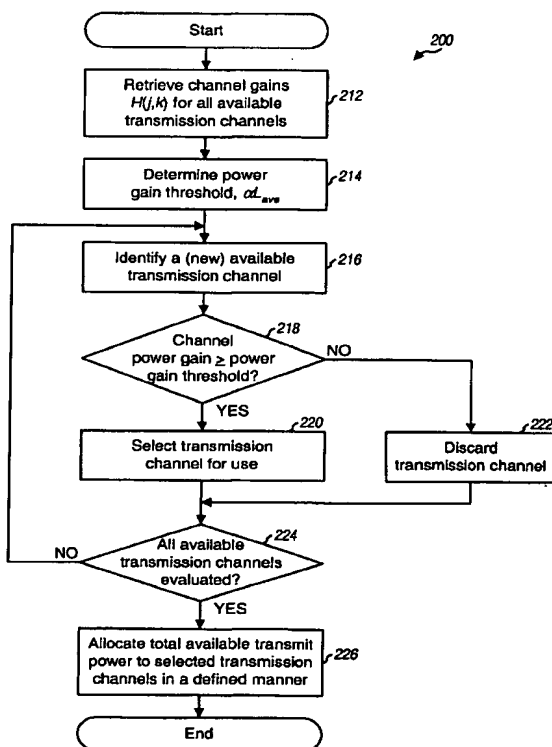 Start
200
Retrieve channel gains
H(j,k) for all available
transmission channels
212
Determine power
gain threshold, αLave
214
Identify a (new) available
transmission channel
216
218
Channel
power gain ≥ power
gain threshold?
NO
YES
220
Select transmission
channel for use
222
Discard
transmission channel
224
All available
transmission channels
evaluated?
NO
YES
Allocate total available transmit
power to selected transmission
channels in a defined manner
226
End